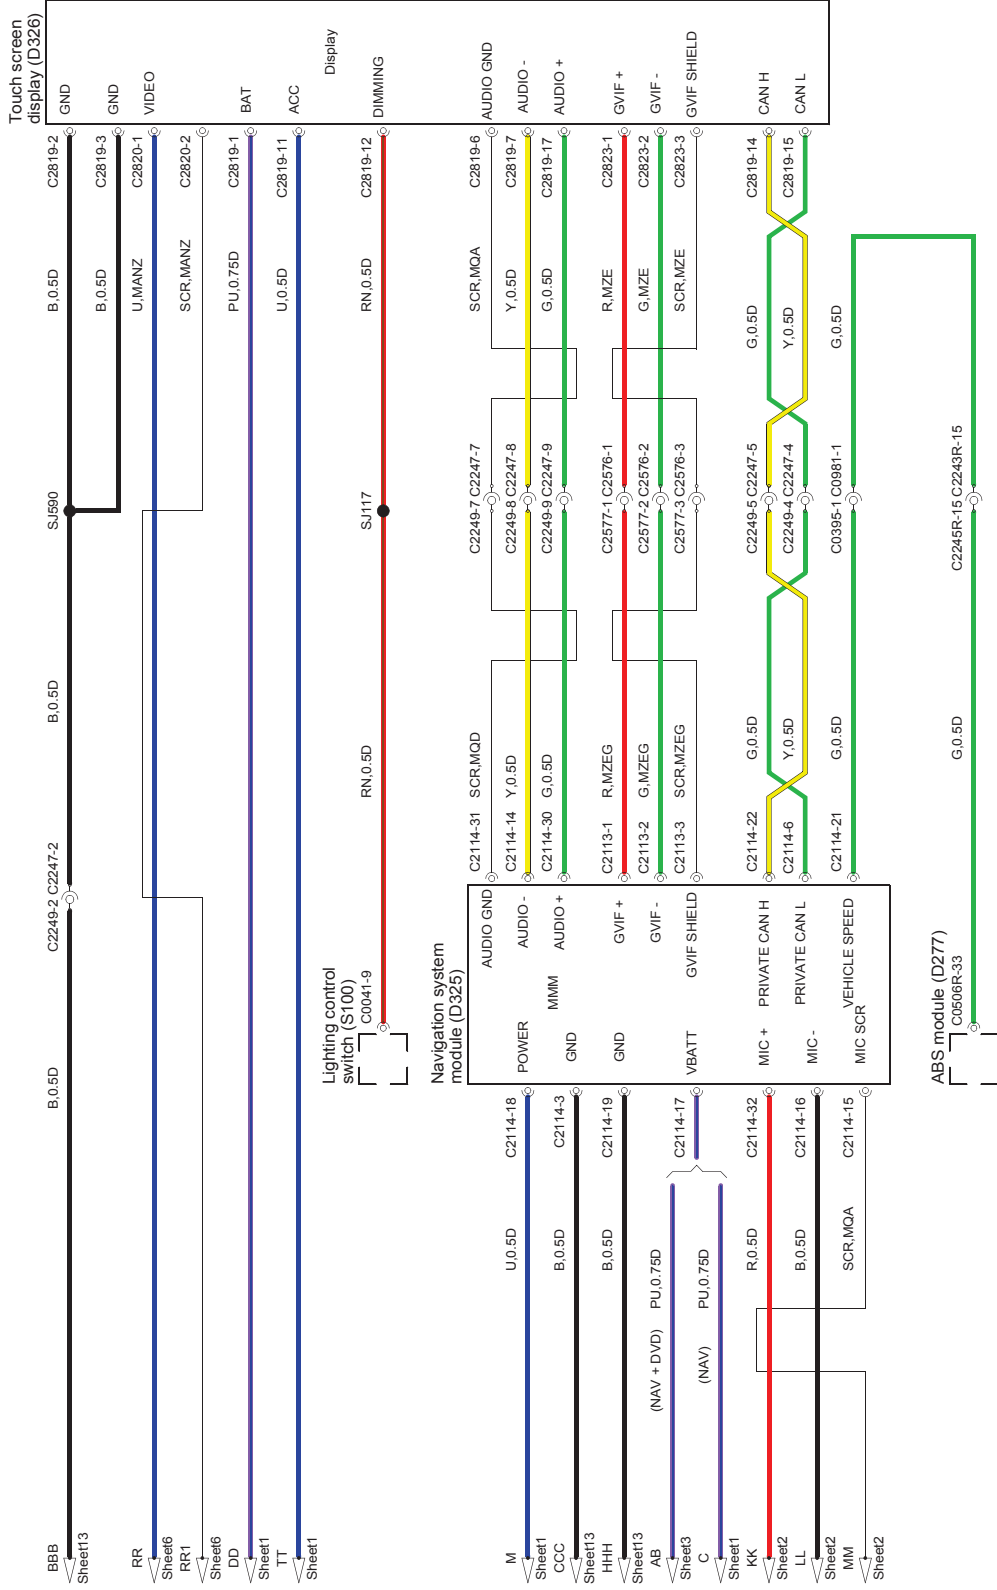 Touch screen
display (D326)
GND
GND
VIDEO
BAT
ACC
Display
DIMMING
AUDIO GND
AUDIO -
AUDIO +
GVIF +
GVIF -
GVIF SHIELD
CAN H
CAN L
C2819-2
C2819-3
C2820-1
C2820-2
C2819-1
C2819-11
C2819-12
C2819-6
C2819-7
C2819-17
C2823-1
C2823-2
C2823-3
C2819-14
C2819-15
B,0.5D
B,0.5D
U,MANZ
SCR,MANZ
PU,0.75D
U,0.5D
RN,0.5D
SCR,MQA
Y,0.5D
G,0.5D
R,MZE
G,MZE
SCR,MZE
G,0.5D
Y,0.5D
G,0.5D
SJ590
SJ117
C2249-7 C2247-7
C2249-8 C2247-8
C2249-9 C2247-9
C2577-1 C2576-1
C2577-2 C2576-2
C2577-3 C2576-3
C2249-5 C2247-5
C2249-4 C2247-4
C0395-1 C0981-1
C2245R-15 C2243R-15
B,0.5D
RN,0.5D
SCR,MQD
Y,0.5D
G,0.5D
R,MZEG
G,MZEG
SCR,MZEG
G,0.5D
Y,0.5D
G,0.5D
G,0.5D
C2249-2 C2247-2
C2114-31
C2114-14
C2114-30
C2113-1
C2113-2
C2113-3
C2114-22
C2114-6
C2114-21
Lighting control
switch (S100)
C0041-9
Navigation system
module (D325)
AUDIO GND
AUDIO -
AUDIO +
MMM
GVIF +
GVIF -
GVIF SHIELD
PRIVATE CAN H
PRIVATE CAN L
VEHICLE SPEED
POWER
GND
GND
VBATT
MIC +
MIC-
MIC SCR
ABS module (D277)
C0506R-33
B,0.5D
C2114-18
C2114-3
C2114-19
C2114-17
C2114-32
C2114-16
C2114-15
U,0.5D
B,0.5D
B,0.5D
(NAV + DVD) PU,0.75D
(NAV) PU,0.75D
R,0.5D
B,0.5D
SCR,MQA
BBB
Sheet13
RR
Sheet6
RR1
Sheet6
DD
Sheet1
TT
Sheet1
M
Sheet1
CCC
Sheet13
HHH
Sheet13
AB
Sheet3
C
Sheet1
KK
Sheet2
LL
Sheet2
MM
Sheet2